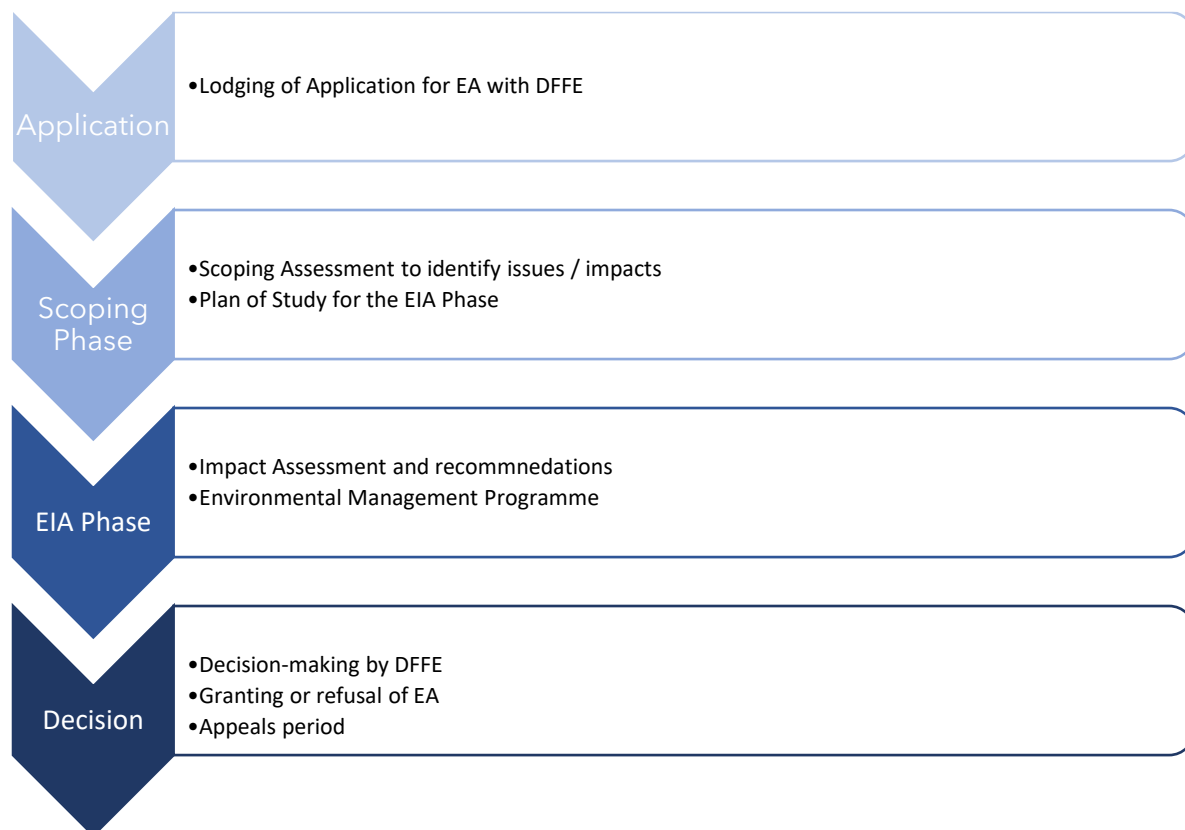 Application
•Lodging of Application for EA with DFFE
Scoping
Phase
•Scoping Assessment to identify issues / impacts
•Plan of Study for the EIA Phase
EIA Phase
•Impact Assessment and recommnedations
•Environmental Management Programme
Decision
•Decision-making by DFFE
•Granting or refusal of EA
•Appeals period